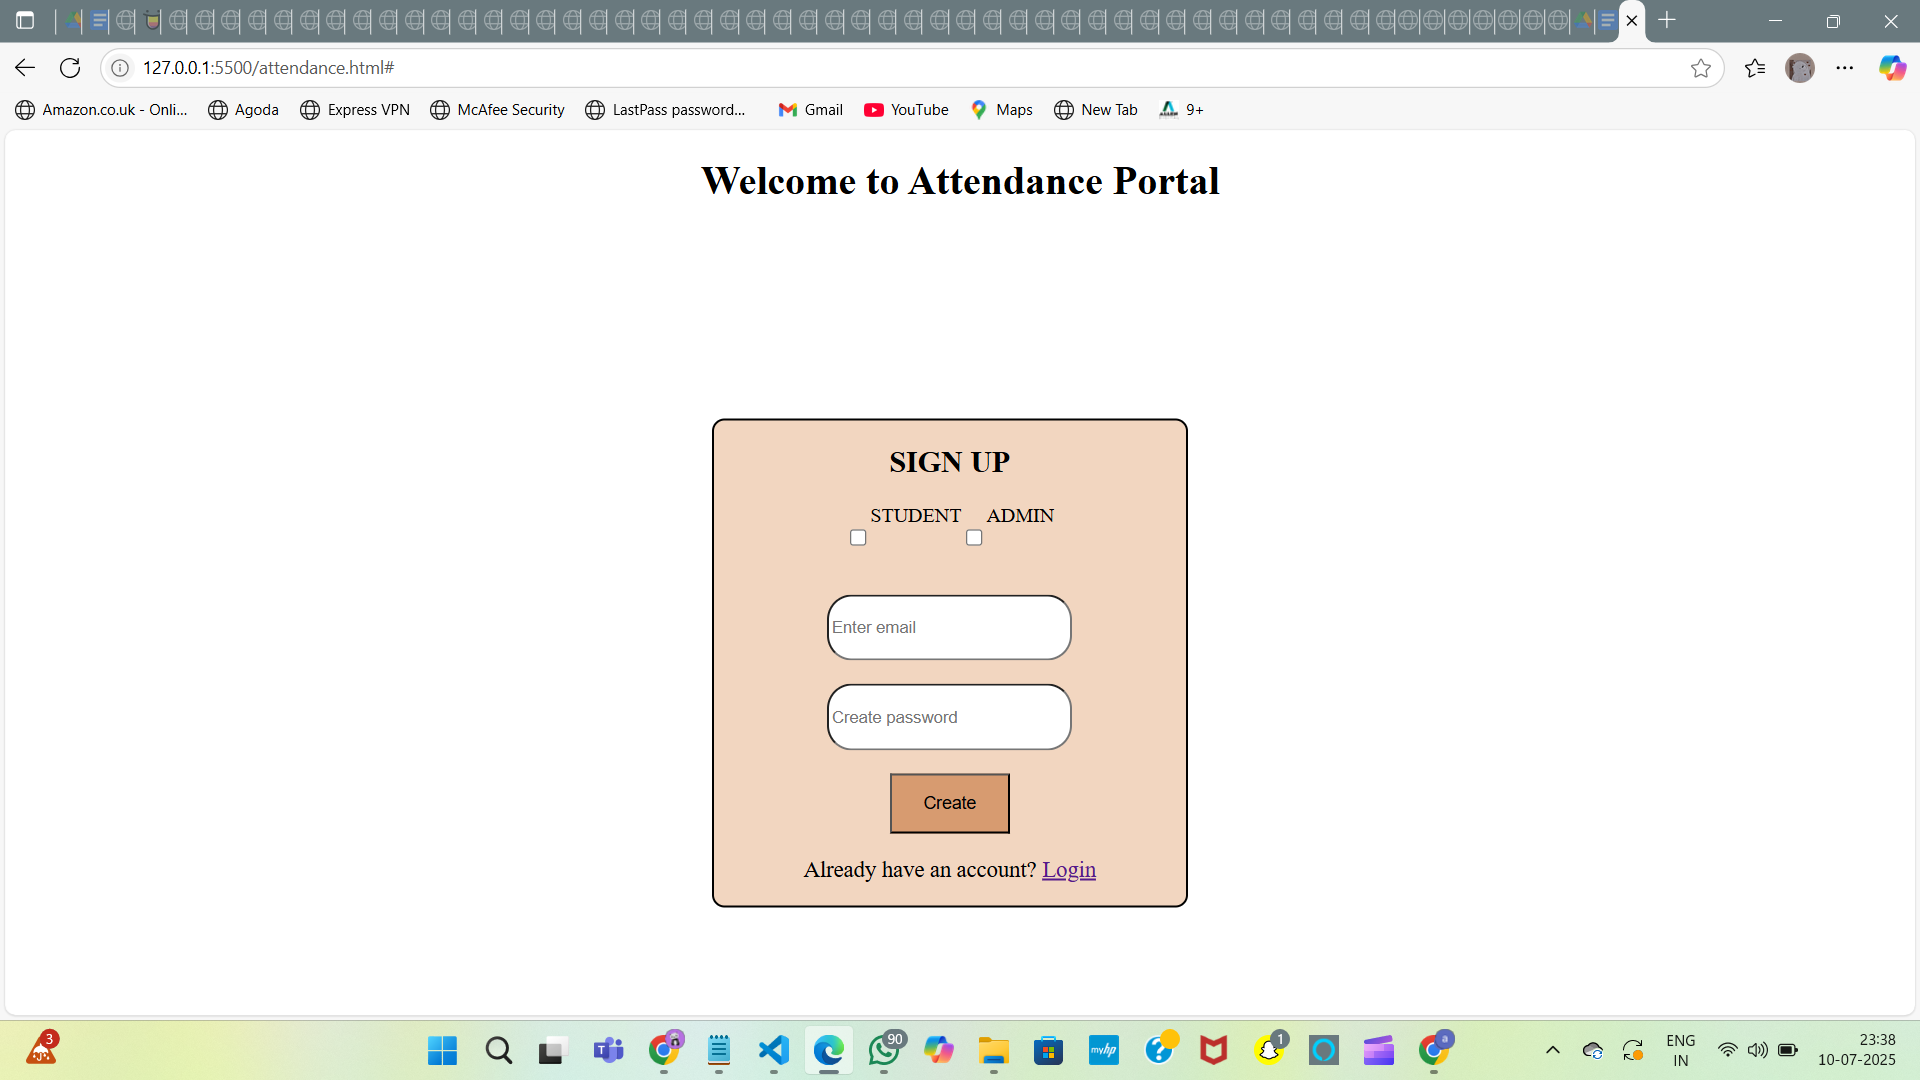 127.0.0.1:5500/attendance.html#
Amazon.co.uk - Onli...
Agoda
Express VPN
McAfee Security
LastPass password...
Gmail
YouTube
Maps
New Tab
9+
Welcome to Attendance Portal
SIGN UP
STUDENT ADMIN
Enter email
Create password
Create
Already have an account? Login
3
90
myhp
1
a
ENG
IN
23:38
10-07-2025